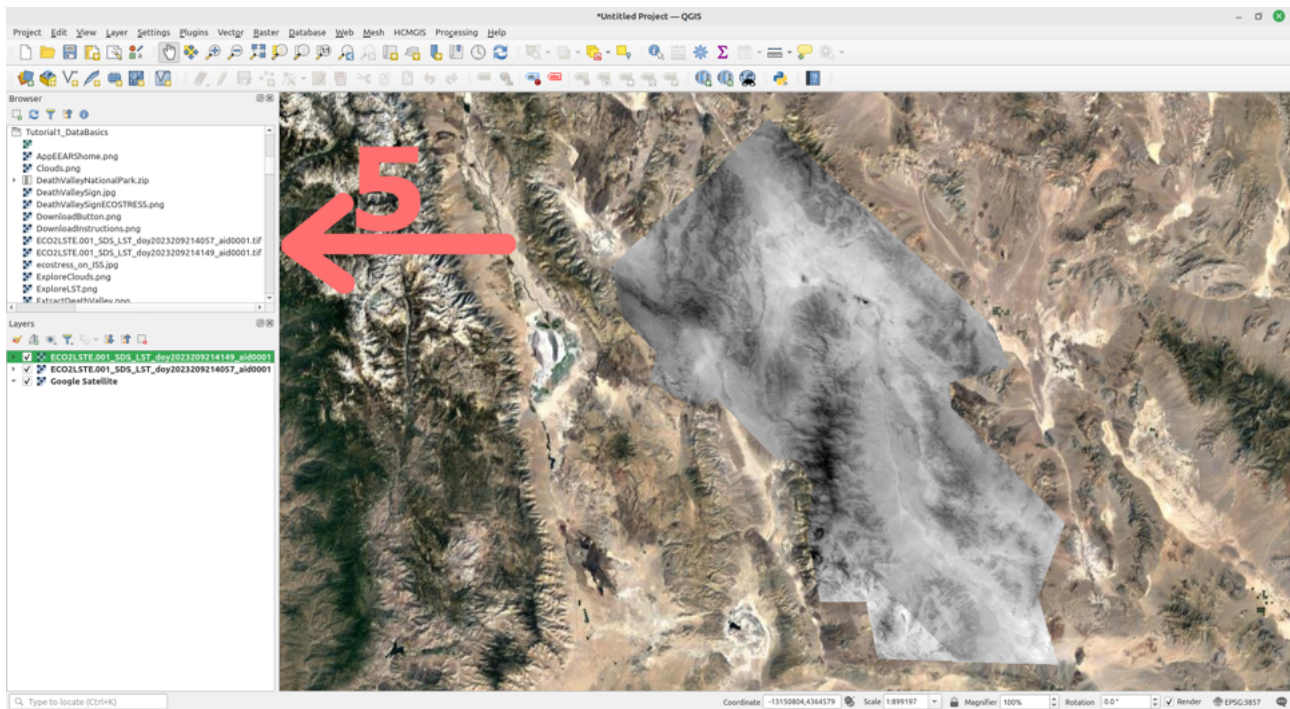 *Untitled Project — QGIS
Project Edit View Layer Settings Plugins Vector Raster Database Web Mesh HCMGIS Processing Help
Browser
Tutorial1_DataBasics
AppEEARShome.png
Clouds.png
DeathValleyNationalPark.zip
DeathValleySign.jpg
DeathValleySignECOSTRESS.png
DownloadButton.png
DownloadInstructions.png
ECO2LSTE.001_SDS_LST_doy2023209214057_aid0001.tif
ECO2LSTE.001_SDS_LST_doy2023209214149_aid0001.tif
ecostress_on_ISS.jpg
ExploreClouds.png
ExploreLST.png
ExtractDeathValley.png
5
Layers
ECO2LSTE.001_SDS_LST_doy2023209214149_aid0001
ECO2LSTE.001_SDS_LST_doy2023209214057_aid0001
Google Satellite
Type to locate (Ctrl+K)
Coordinate -13150804,4364579 Scale 1:899197 Magnifier 100% Rotation 0.0° Render EPSG:3857